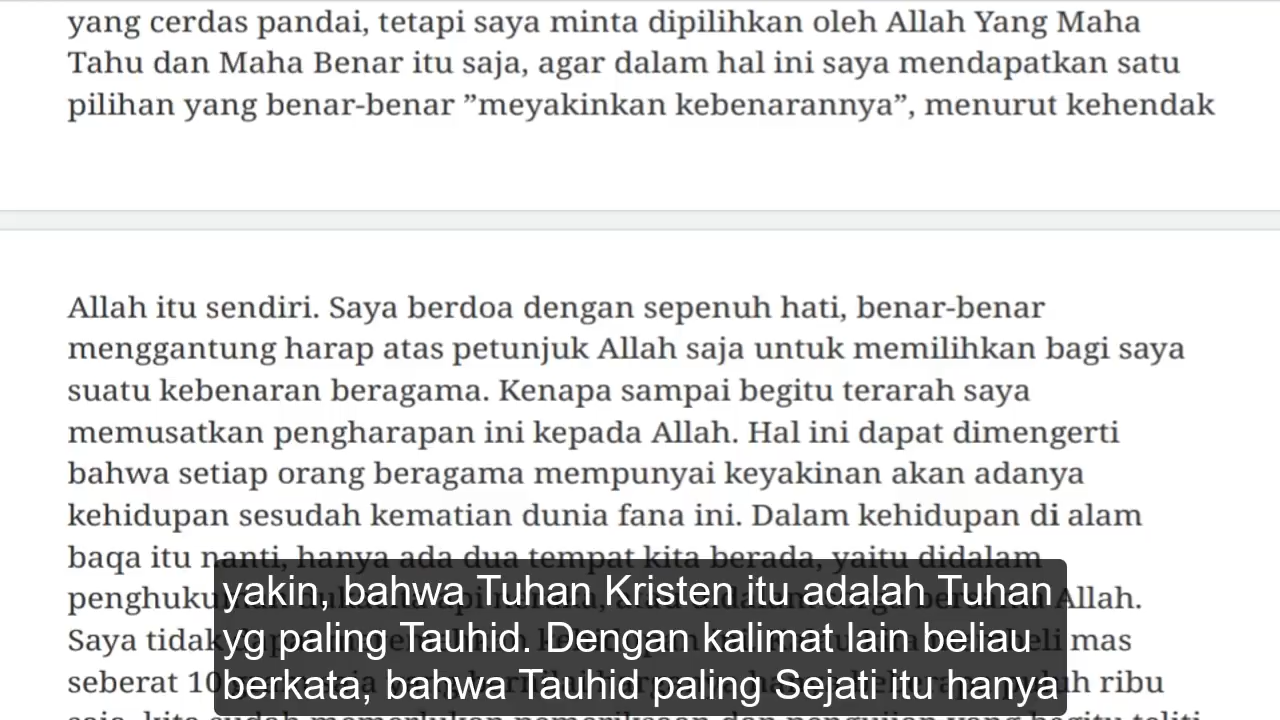 yang cerdas pandai, tetapi saya minta dipilihkan oleh Allah Yang Maha
Tahu dan Maha Benar itu saja, agar dalam hal ini saya mendapatkan satu
pilihan yang benar-benar ”meyakinkan kebenarannya”, menurut kehendak
Allah itu sendiri. Saya berdoa dengan sepenuh hati, benar-benar
menggantung harap atas petunjuk Allah saja untuk memilihkan bagi saya
suatu kebenaran beragama. Kenapa sampai begitu terarah saya
memusatkan pengharapan ini kepada Allah. Hal ini dapat dimengerti
bahwa setiap orang beragama mempunyai keyakinan akan adanya
kehidupan sesudah kematian dunia fana ini. Dalam kehidupan di alam
baqa itu nanti, hanya ada dua tempat kita berada, yaitu didalam
Allah.
Saya tidak mas
seberat ribu
yakin, bahwa Tuhan Kristen itu adalah Tuhan
yg paling Tauhid. Dengan kalimat lain beliau
berkata, bahwa Tauhid paling Sejati itu hanya